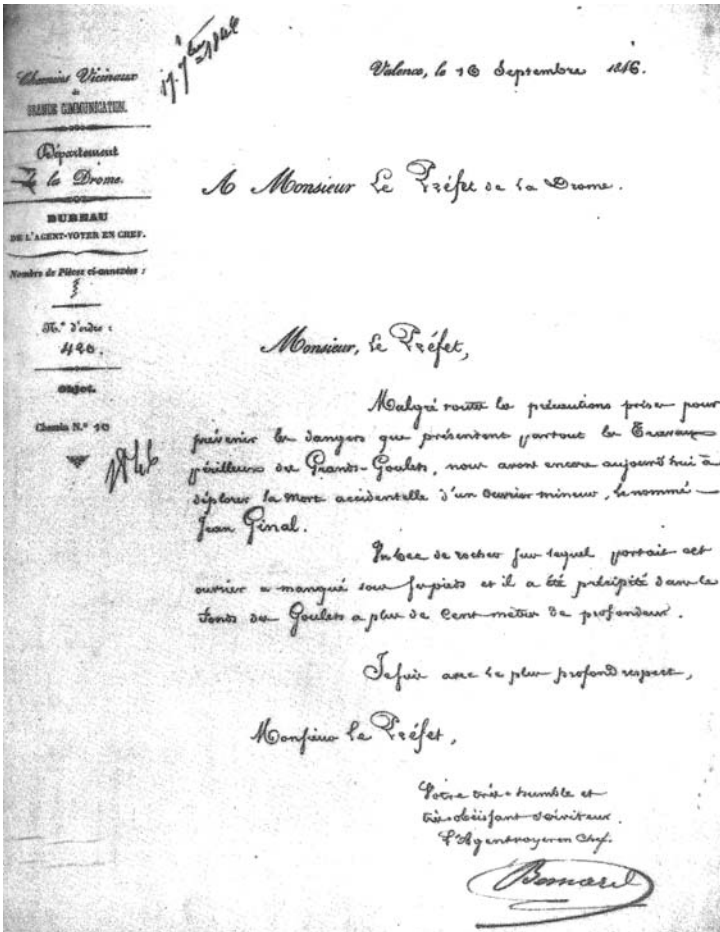 17. 7bre 1846
Chemins Vicinaux
de
GRANDE COMMUNICATION.
Département
de la Drome.
BUREAU
DE L'AGENT-VOYER EN CHEF.
Nombre de Pièces ci-annexées :
N.º d'ordre :
420.
Objet.
Chemin N.º 10
1846
Valence, le 16 Septembre 1846.
A Monsieur Le Préfet de la Drome.
Monsieur, Le Préfet,
Malgré toutes les précautions prises pour
prévenir les dangers que présentent partout les Travaux
périlleux des Grands-Goulets, nous avons encore aujourd'hui à
déplorer la mort accidentelle d'un ouvrier mineur, le nommé
Jean Ginal.
Un bec de rocher sur lequel portait cet
ouvrier a manqué sous ses pieds et il a été précipité dans le
fonds des Goulets a plus de Cent mètres de profondeur.
Je suis avec le plus profond respect,
Monsieur Le Préfet,
Votre très humble et
très obéissant serviteur.
L'Agent voyer en Chef.
Bernard